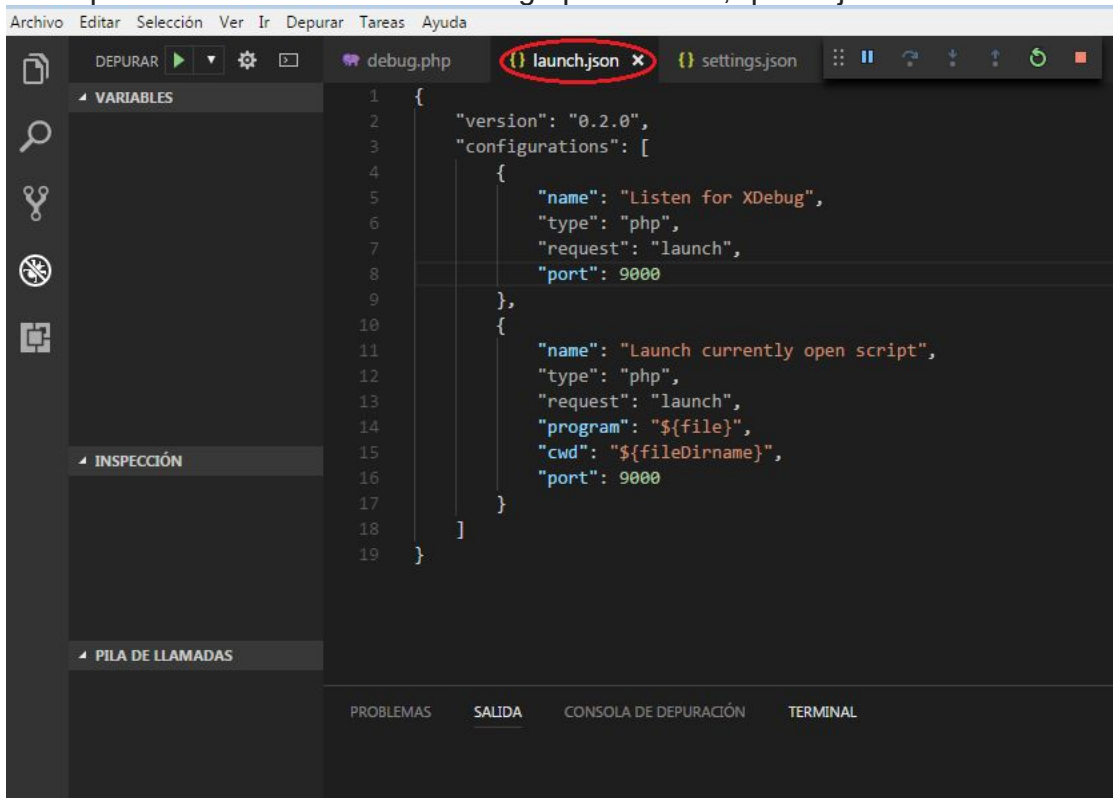 Archivo Editar Selección Ver Ir Depurar Tareas Ayuda
DEPURAR
debug.php {} launch.json × {} settings.json
VARIABLES
INSPECCIÓN
PILA DE LLAMADAS
1 {
2 "version": "0.2.0",
3 "configurations": [
4 {
5 "name": "Listen for XDebug",
6 "type": "php",
7 "request": "launch",
8 "port": 9000
9 },
10 {
11 "name": "Launch currently open script",
12 "type": "php",
13 "request": "launch",
14 "program": "${file}",
15 "cwd": "${fileDirname}",
16 "port": 9000
17 }
18 ]
19 }
PROBLEMAS SALIDA CONSOLA DE DEPURACIÓN TERMINAL